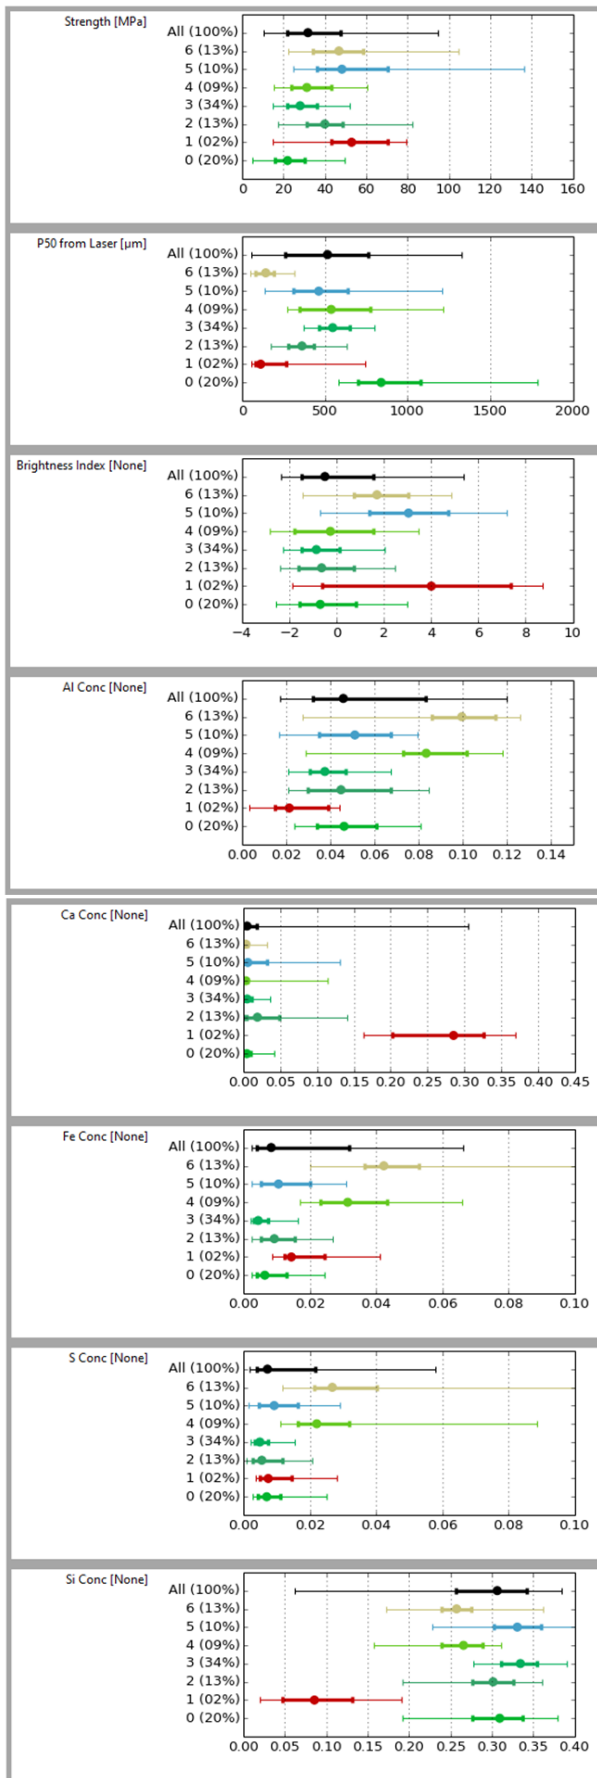 Strength [MPa]
All (100%)
6 (13%)
5 (10%)
4 (09%)
3 (34%)
2 (13%)
1 (02%)
0 (20%)
0 20 40 60 80 100 120 140 160
P50 from Laser [µm]
All (100%)
6 (13%)
5 (10%)
4 (09%)
3 (34%)
2 (13%)
1 (02%)
0 (20%)
0 500 1000 1500 2000
Brightness Index [None]
All (100%)
6 (13%)
5 (10%)
4 (09%)
3 (34%)
2 (13%)
1 (02%)
0 (20%)
−4 −2 0 2 4 6 8 10
Al Conc [None]
All (100%)
6 (13%)
5 (10%)
4 (09%)
3 (34%)
2 (13%)
1 (02%)
0 (20%)
0.00 0.02 0.04 0.06 0.08 0.10 0.12 0.14
Ca Conc [None]
All (100%)
6 (13%)
5 (10%)
4 (09%)
3 (34%)
2 (13%)
1 (02%)
0 (20%)
0.00 0.05 0.10 0.15 0.20 0.25 0.30 0.35 0.40 0.45
Fe Conc [None]
All (100%)
6 (13%)
5 (10%)
4 (09%)
3 (34%)
2 (13%)
1 (02%)
0 (20%)
0.00 0.02 0.04 0.06 0.08 0.10
S Conc [None]
All (100%)
6 (13%)
5 (10%)
4 (09%)
3 (34%)
2 (13%)
1 (02%)
0 (20%)
0.00 0.02 0.04 0.06 0.08 0.10
Si Conc [None]
All (100%)
6 (13%)
5 (10%)
4 (09%)
3 (34%)
2 (13%)
1 (02%)
0 (20%)
0.00 0.05 0.10 0.15 0.20 0.25 0.30 0.35 0.40